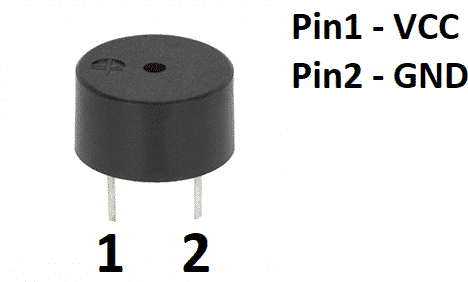 Pin1 - VCC
Pin2 - GND
1 2